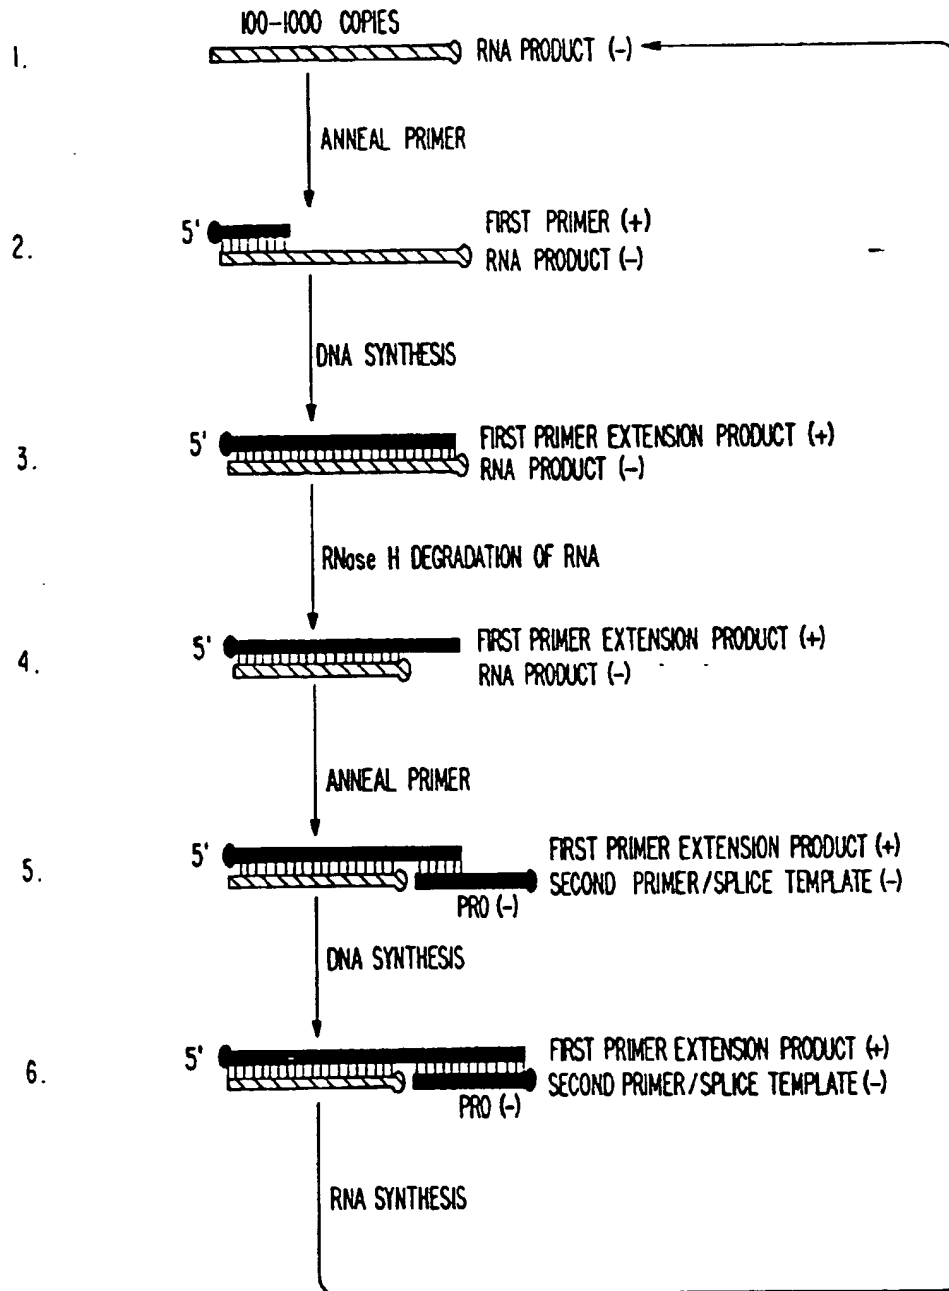 100-1000 COPIES
1.
RNA PRODUCT (-)
ANNEAL PRIMER
2.
5'
FIRST PRIMER (+)
RNA PRODUCT (-)
DNA SYNTHESIS
3.
5'
FIRST PRIMER EXTENSION PRODUCT (+)
RNA PRODUCT (-)
RNase H DEGRADATION OF RNA
4.
5'
FIRST PRIMER EXTENSION PRODUCT (+)
RNA PRODUCT (-)
ANNEAL PRIMER
5.
5'
FIRST PRIMER EXTENSION PRODUCT (+)
SECOND PRIMER/SPLICE TEMPLATE (-)
PRO (-)
DNA SYNTHESIS
6.
5'
FIRST PRIMER EXTENSION PRODUCT (+)
SECOND PRIMER/SPLICE TEMPLATE (-)
PRO (-)
RNA SYNTHESIS